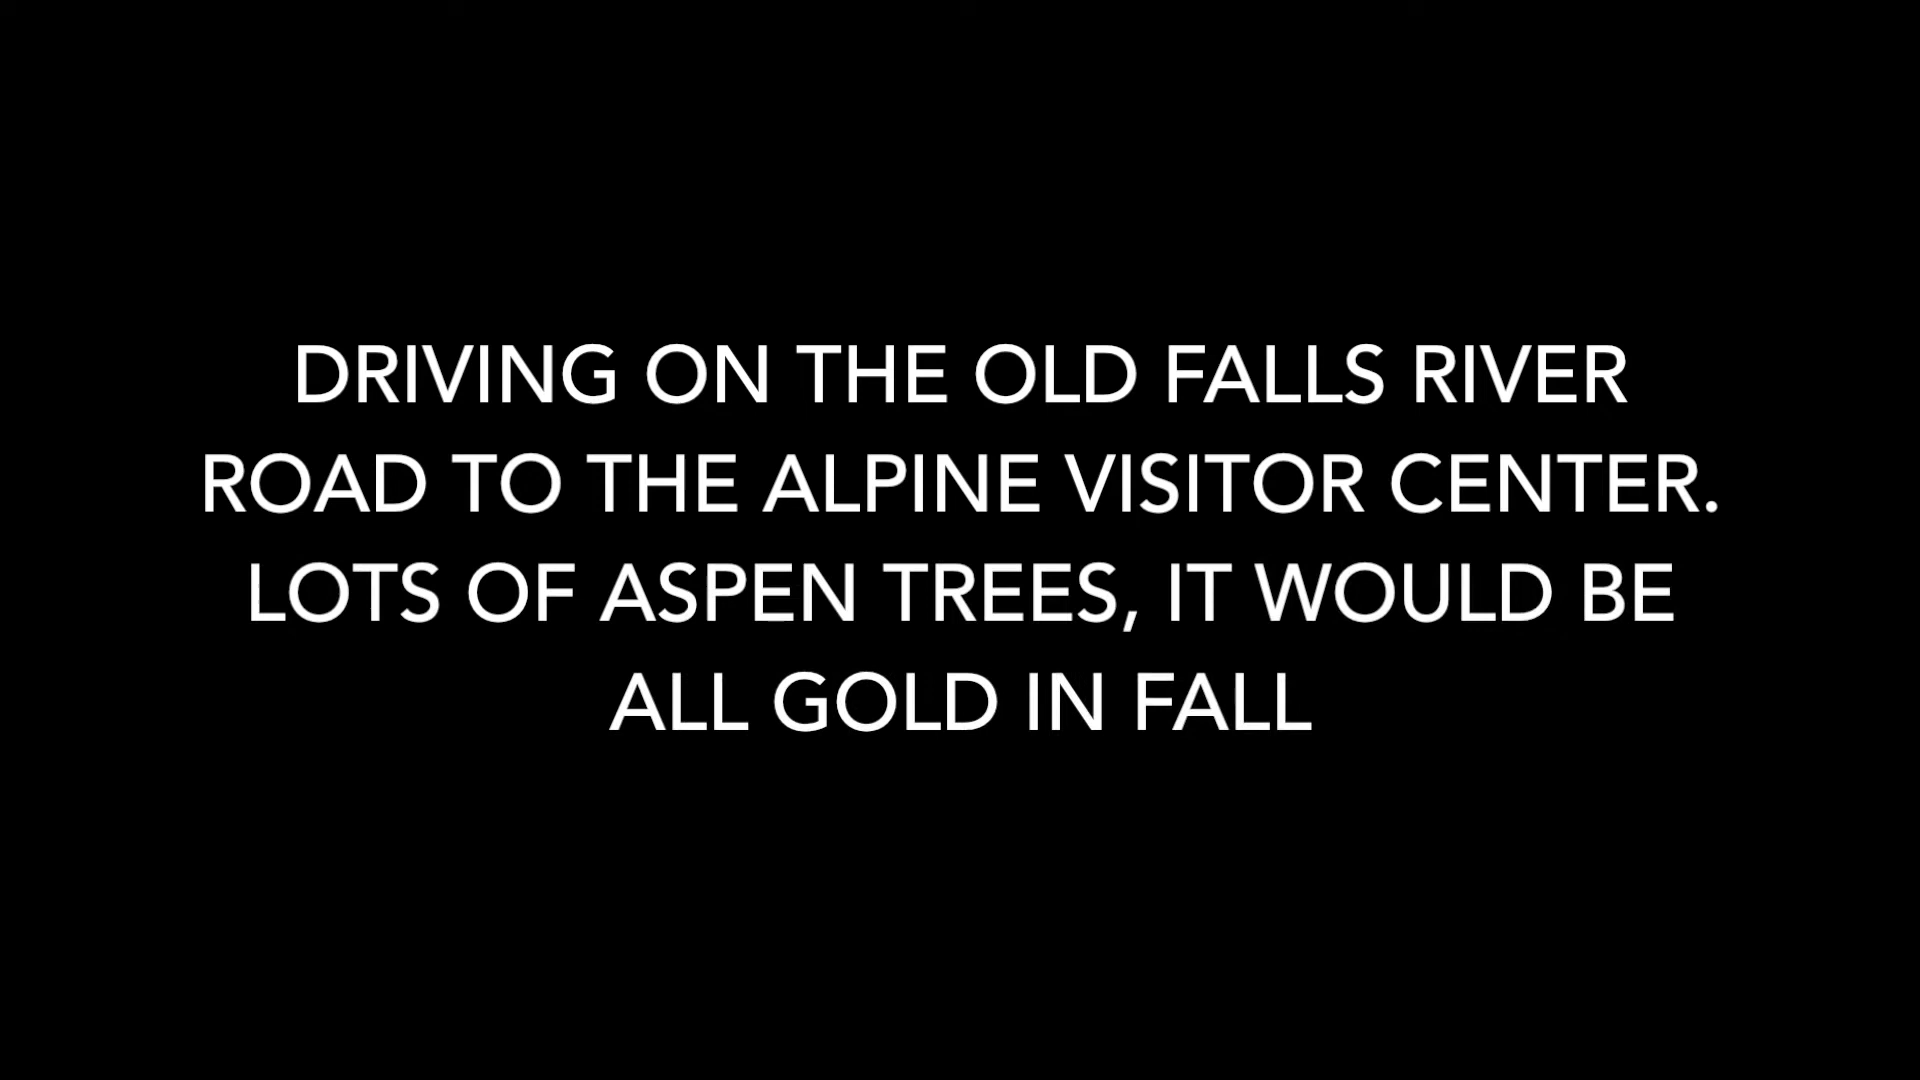 DRIVING ON THE OLD FALLS RIVER
ROAD TO THE ALPINE VISITOR CENTER.
LOTS OF ASPEN TREES, IT WOULD BE
ALL GOLD IN FALL